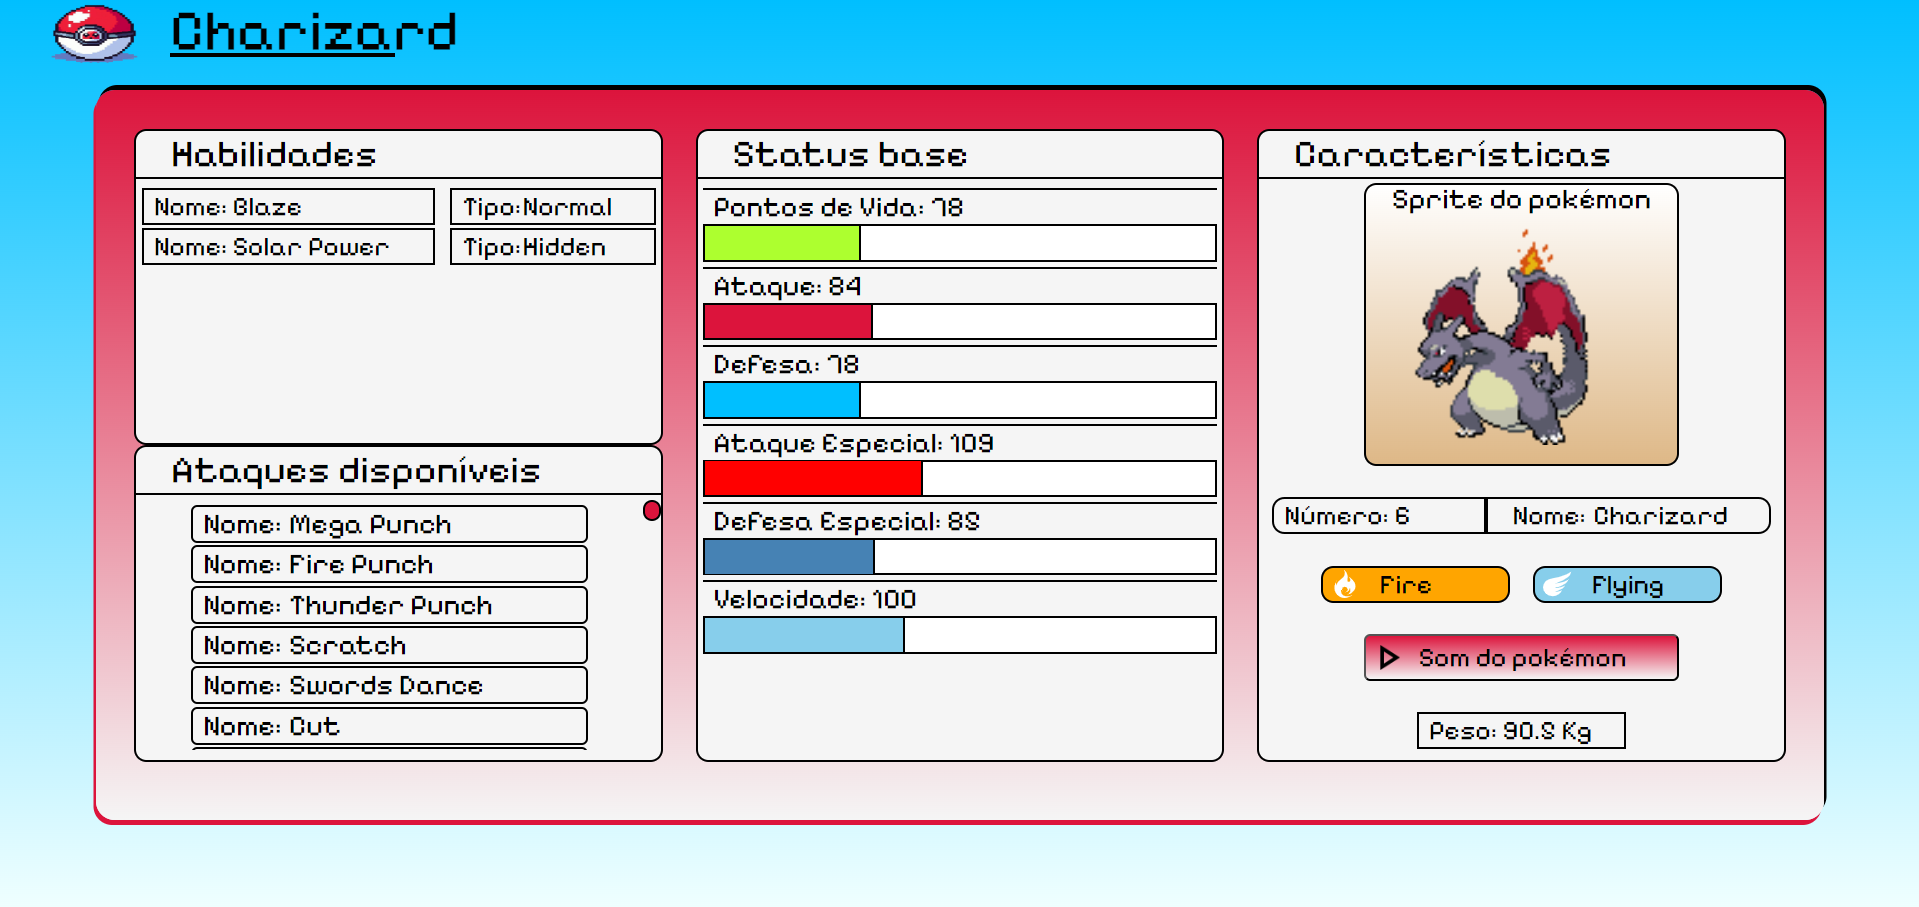 Charizard
Habilidades
Nome: Blaze
Tipo:Normal
Nome: Solar Power
Tipo:Hidden
Ataques disponíveis
Nome: Mega Punch
Nome: Fire Punch
Nome: Thunder Punch
Nome: Scratch
Nome: Swords Dance
Nome: Cut
Status base
Pontos de Vida: 78
Ataque: 84
Defesa: 78
Ataque Especial: 109
Defesa Especial: 85
Velocidade: 100
Características
Sprite do pokémon
Número: 6
Nome: Charizard
Fire
Flying
Som do pokémon
Peso: 90.5 Kg